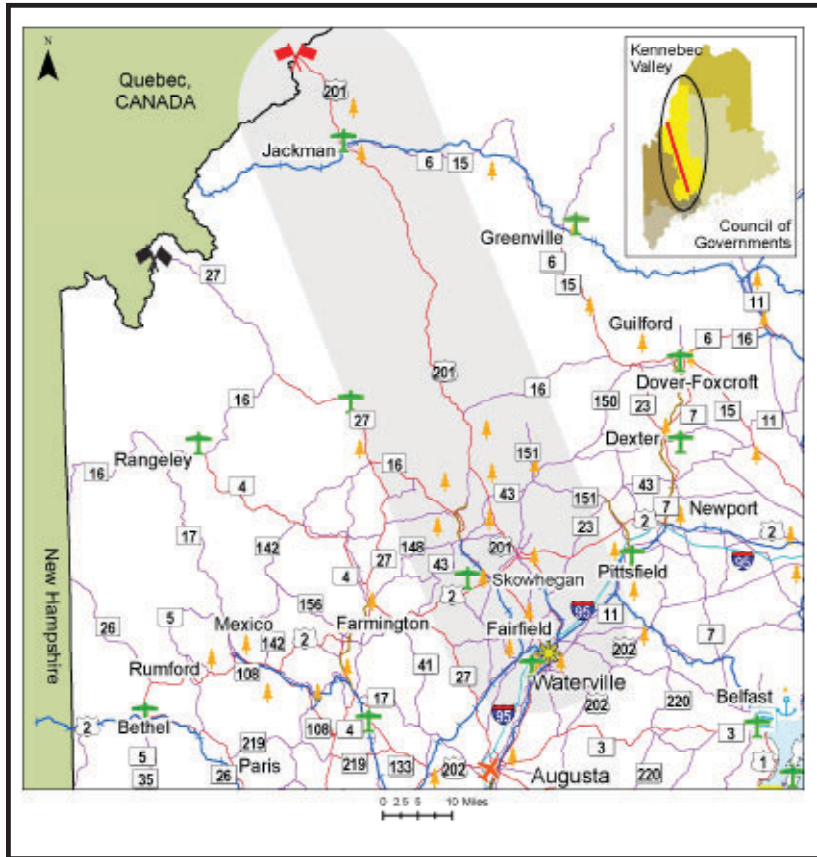 N
Quebec,
CANADA
Kennebec
Valley
Council of
Governments
201
Jackman
6
15
Greenville
27
6
15
11
Guilford
6
16
201
Dover-Foxcroft
16
16
150
23
7
15
11
27
Dexter
Rangeley
151
16
16
4
43
43
151
7
Newport
17
23
2
2
142
27
148
201
95
43
Skowhegan
Pittsfield
4
2
156
95
New Hampshire
5
Mexico
Farmington
Fairfield
11
26
142
2
202
7
Rumford
108
41
27
Waterville
220
Belfast
17
95
202
2
Bethel
108
4
3
3
5
219
Paris
219
133
202
1
35
26
Augusta
220
0 2.5 5 10 Miles